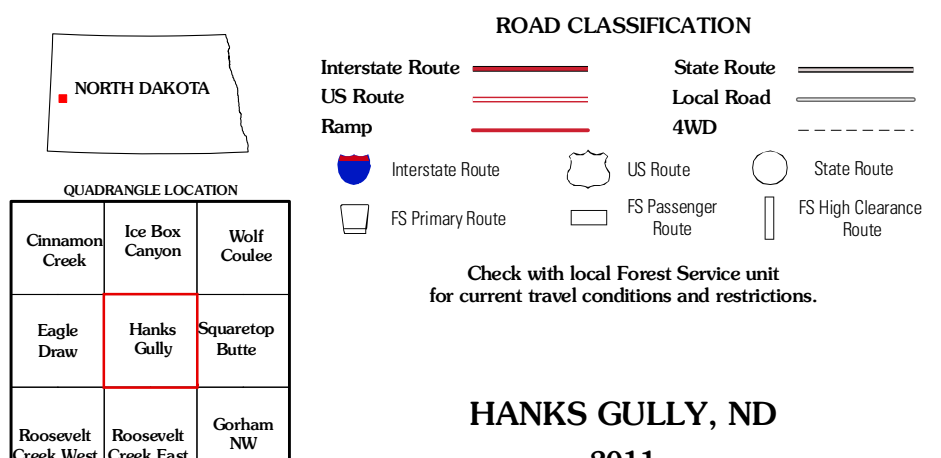 NORTH DAKOTA
QUADRANGLE LOCATION
Cinnamon
Creek
Ice Box
Canyon
Wolf
Coulee
Eagle
Draw
Hanks
Gully
Squaretop
Butte
Roosevelt
Creek West
Roosevelt
Creek East
Gorham
NW
ROAD CLASSIFICATION
Interstate Route
State Route
US Route
Local Road
Ramp
4WD
Interstate Route
US Route
State Route
FS Primary Route
FS Passenger
Route
FS High Clearance
Route
Check with local Forest Service unit
for current travel conditions and restrictions.
HANKS GULLY, ND
2011